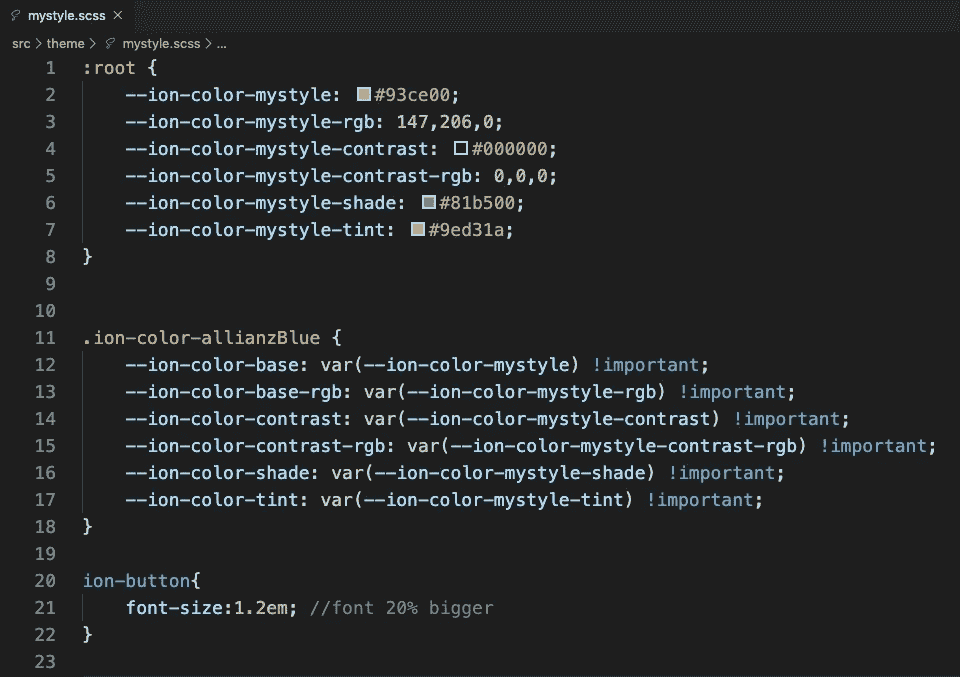 mystyle.scss ×
src > theme > mystyle.scss > ...
1 :root {
2 --ion-color-mystyle: #93ce00;
3 --ion-color-mystyle-rgb: 147,206,0;
4 --ion-color-mystyle-contrast: #000000;
5 --ion-color-mystyle-contrast-rgb: 0,0,0;
6 --ion-color-mystyle-shade: #81b500;
7 --ion-color-mystyle-tint: #9ed31a;
8 }
9
10
11 .ion-color-allianzBlue {
12 --ion-color-base: var(--ion-color-mystyle) !important;
13 --ion-color-base-rgb: var(--ion-color-mystyle-rgb) !important;
14 --ion-color-contrast: var(--ion-color-mystyle-contrast) !important;
15 --ion-color-contrast-rgb: var(--ion-color-mystyle-contrast-rgb) !important;
16 --ion-color-shade: var(--ion-color-mystyle-shade) !important;
17 --ion-color-tint: var(--ion-color-mystyle-tint) !important;
18 }
19
20 ion-button{
21 font-size:1.2em; //font 20% bigger
22 }
23